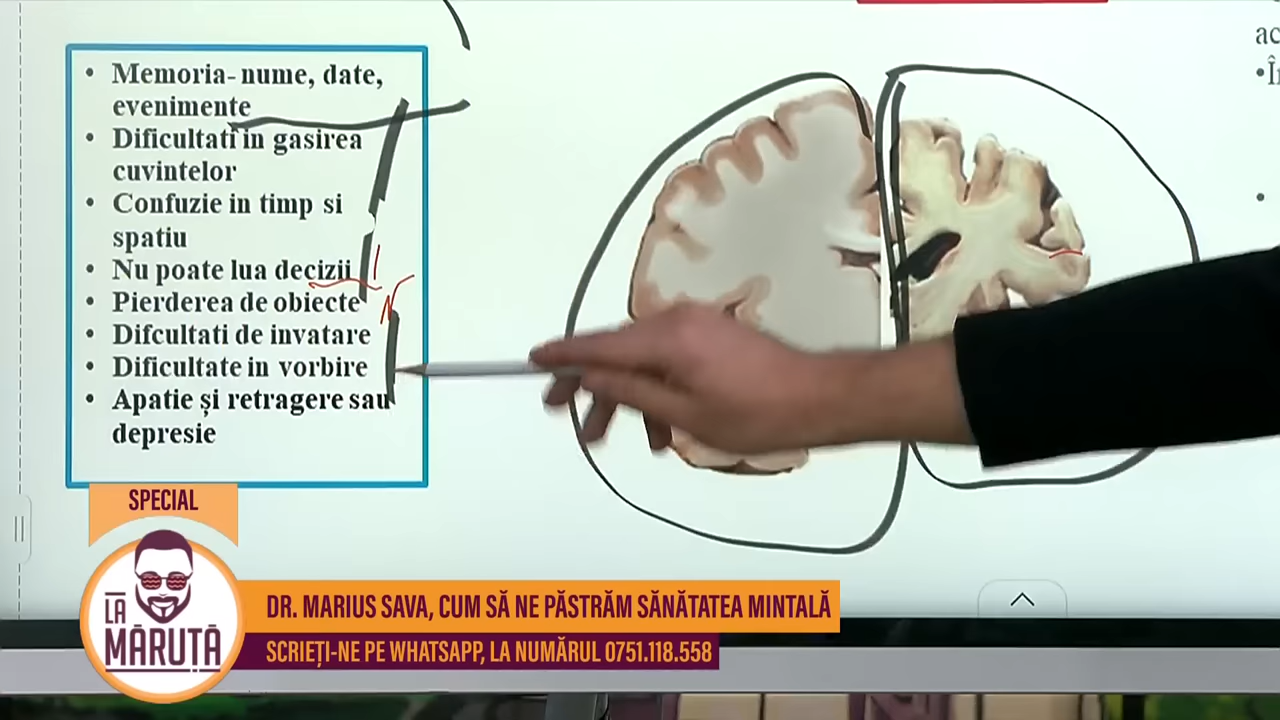 • Memoria- nume, date,
evenimente
• Dificultati in gasirea
cuvintelor
• Confuzie in timp si
spatiu
• Nu poate lua decizii
• Pierderea de obiecte
• Difcultati de invatare
• Dificultate in vorbire
• Apatie și retragere sau
depresie
ac
•Î
•
SPECIAL
LA
MĂRUȚĂ
DR. MARIUS SAVA, CUM SĂ NE PĂSTRĂM SĂNĂTATEA MINTALĂ
SCRIEȚI-NE PE WHATSAPP, LA NUMĂRUL 0751.118.558